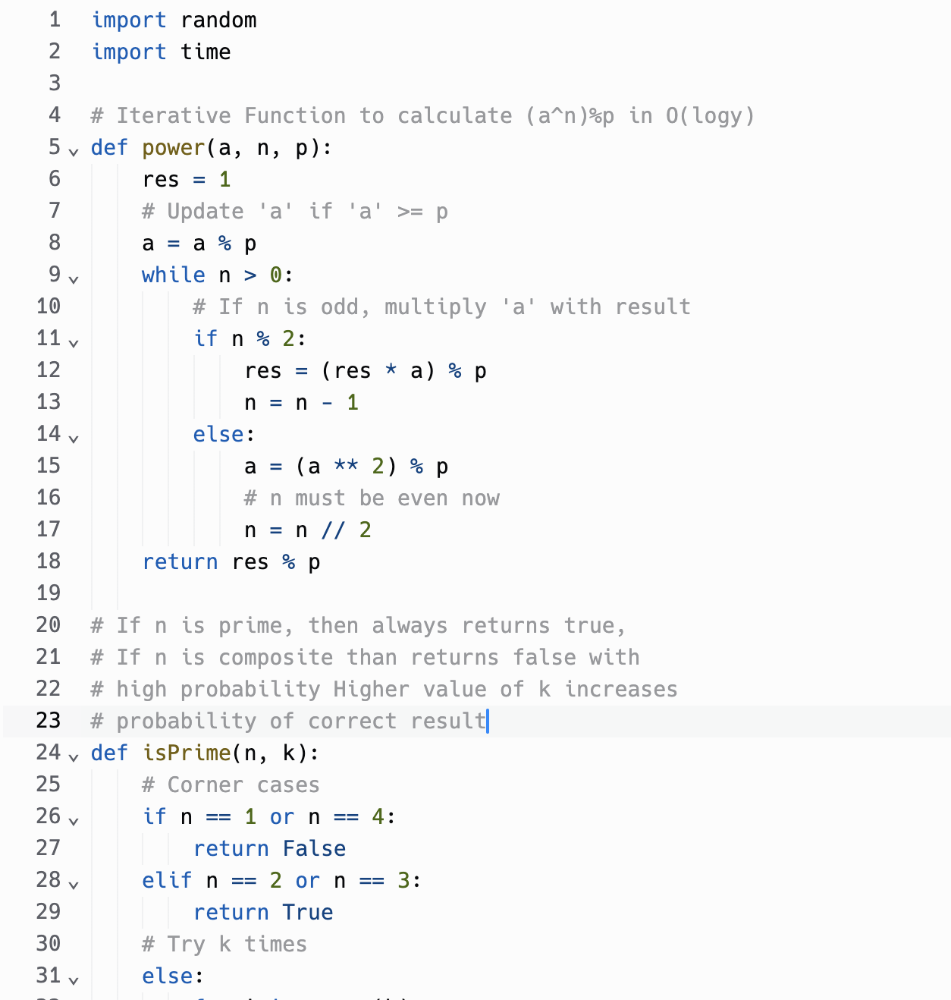 1 import random
2 import time
3
4 # Iterative Function to calculate (a^n)%p in O(logy)
5 def power(a, n, p):
6     res = 1
7     # Update 'a' if 'a' >= p
8     a = a % p
9     while n > 0:
10         # If n is odd, multiply 'a' with result
11         if n % 2:
12             res = (res * a) % p
13             n = n - 1
14         else:
15             a = (a ** 2) % p
16             # n must be even now
17             n = n // 2
18     return res % p
19
20 # If n is prime, then always returns true,
21 # If n is composite than returns false with
22 # high probability Higher value of k increases
23 # probability of correct result
24 def isPrime(n, k):
25     # Corner cases
26     if n == 1 or n == 4:
27         return False
28     elif n == 2 or n == 3:
29         return True
30     # Try k times
31     else: